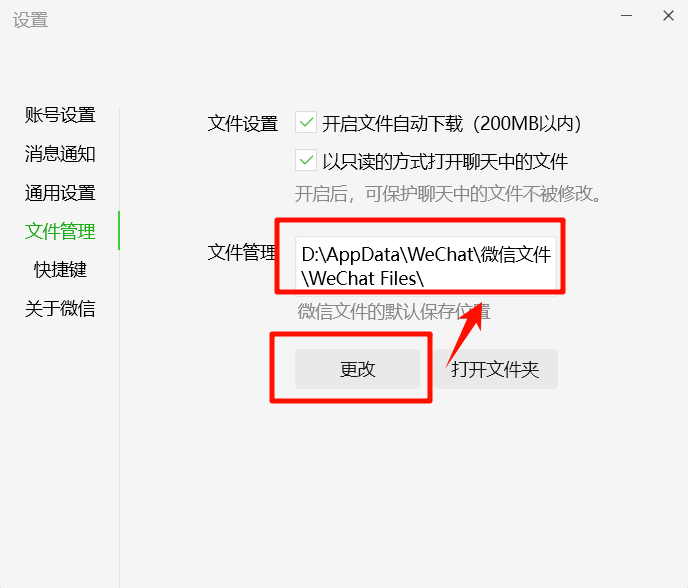 设置
账号设置
消息通知
通用设置
文件管理
快捷键
关于微信
文件设置
开启文件自动下载（200MB以内）
以只读的方式打开聊天中的文件
开启后，可保护聊天中的文件不被修改。
文件管理
D:\AppData\WeChat\微信文件
\WeChat Files\
微信文件的默认保存位置
更改
打开文件夹